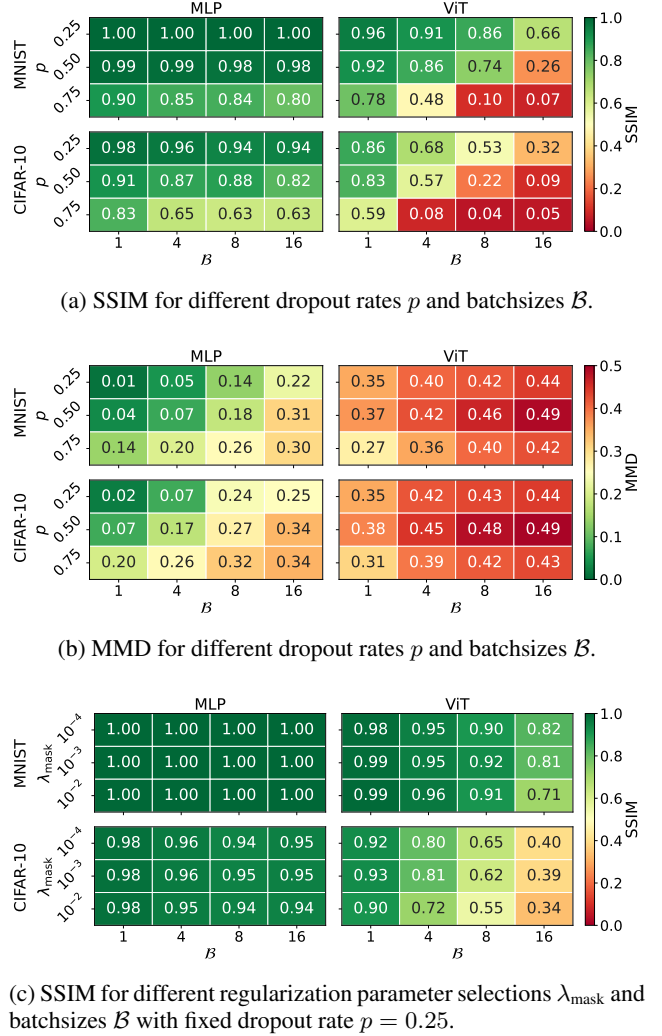 MLP ViT
MNIST
p
0.25 1.00 1.00 1.00 1.00 0.96 0.91 0.86 0.66
0.50 0.99 0.99 0.98 0.98 0.92 0.86 0.74 0.26
0.75 0.90 0.85 0.84 0.80 0.78 0.48 0.10 0.07
CIFAR-10
p
0.25 0.98 0.96 0.94 0.94 0.86 0.68 0.53 0.32
0.50 0.91 0.87 0.88 0.82 0.83 0.57 0.22 0.09
0.75 0.83 0.65 0.63 0.63 0.59 0.08 0.04 0.05
1 4 8 16 1 4 8 16
ℬ ℬ
1.0
0.8
0.6
0.4
0.2
0.0
SSIM
(a) SSIM for different dropout rates p and batchsizes ℬ.
MLP ViT
MNIST
p
0.25 0.01 0.05 0.14 0.22 0.35 0.40 0.42 0.44
0.50 0.04 0.07 0.18 0.31 0.37 0.42 0.46 0.49
0.75 0.14 0.20 0.26 0.30 0.27 0.36 0.40 0.42
CIFAR-10
p
0.25 0.02 0.07 0.24 0.25 0.35 0.42 0.43 0.44
0.50 0.07 0.17 0.27 0.34 0.38 0.45 0.48 0.49
0.75 0.20 0.26 0.32 0.34 0.31 0.39 0.42 0.43
1 4 8 16 1 4 8 16
ℬ ℬ
0.5
0.4
0.3
0.2
0.1
0.0
MMD
(b) MMD for different dropout rates p and batchsizes ℬ.
MLP ViT
MNIST
λmask
10⁻⁴ 1.00 1.00 1.00 1.00 0.98 0.95 0.90 0.82
10⁻³ 1.00 1.00 1.00 1.00 0.99 0.95 0.92 0.81
10⁻² 1.00 1.00 1.00 1.00 0.99 0.96 0.91 0.71
CIFAR-10
λmask
10⁻⁴ 0.98 0.96 0.94 0.95 0.92 0.80 0.65 0.40
10⁻³ 0.98 0.96 0.95 0.95 0.93 0.81 0.62 0.39
10⁻² 0.98 0.95 0.94 0.94 0.90 0.72 0.55 0.34
1 4 8 16 1 4 8 16
ℬ ℬ
1.0
0.8
0.6
0.4
0.2
0.0
SSIM
(c) SSIM for different regularization parameter selections λmask and
batchsizes ℬ with fixed dropout rate p = 0.25.